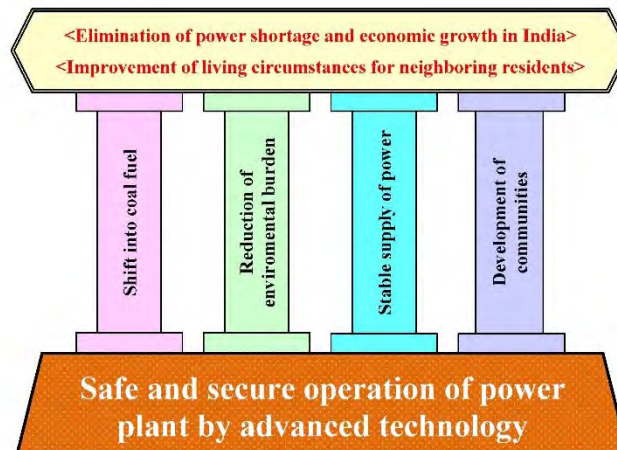 <Elimination of power shortage and economic growth in India>
<Improvement of living circumstances for neighboring residents>
Shift into coal fuel
Reduction of
enviromental burden
Stable supply of power
Development of
communities
Safe and secure operation of power
plant by advanced technology